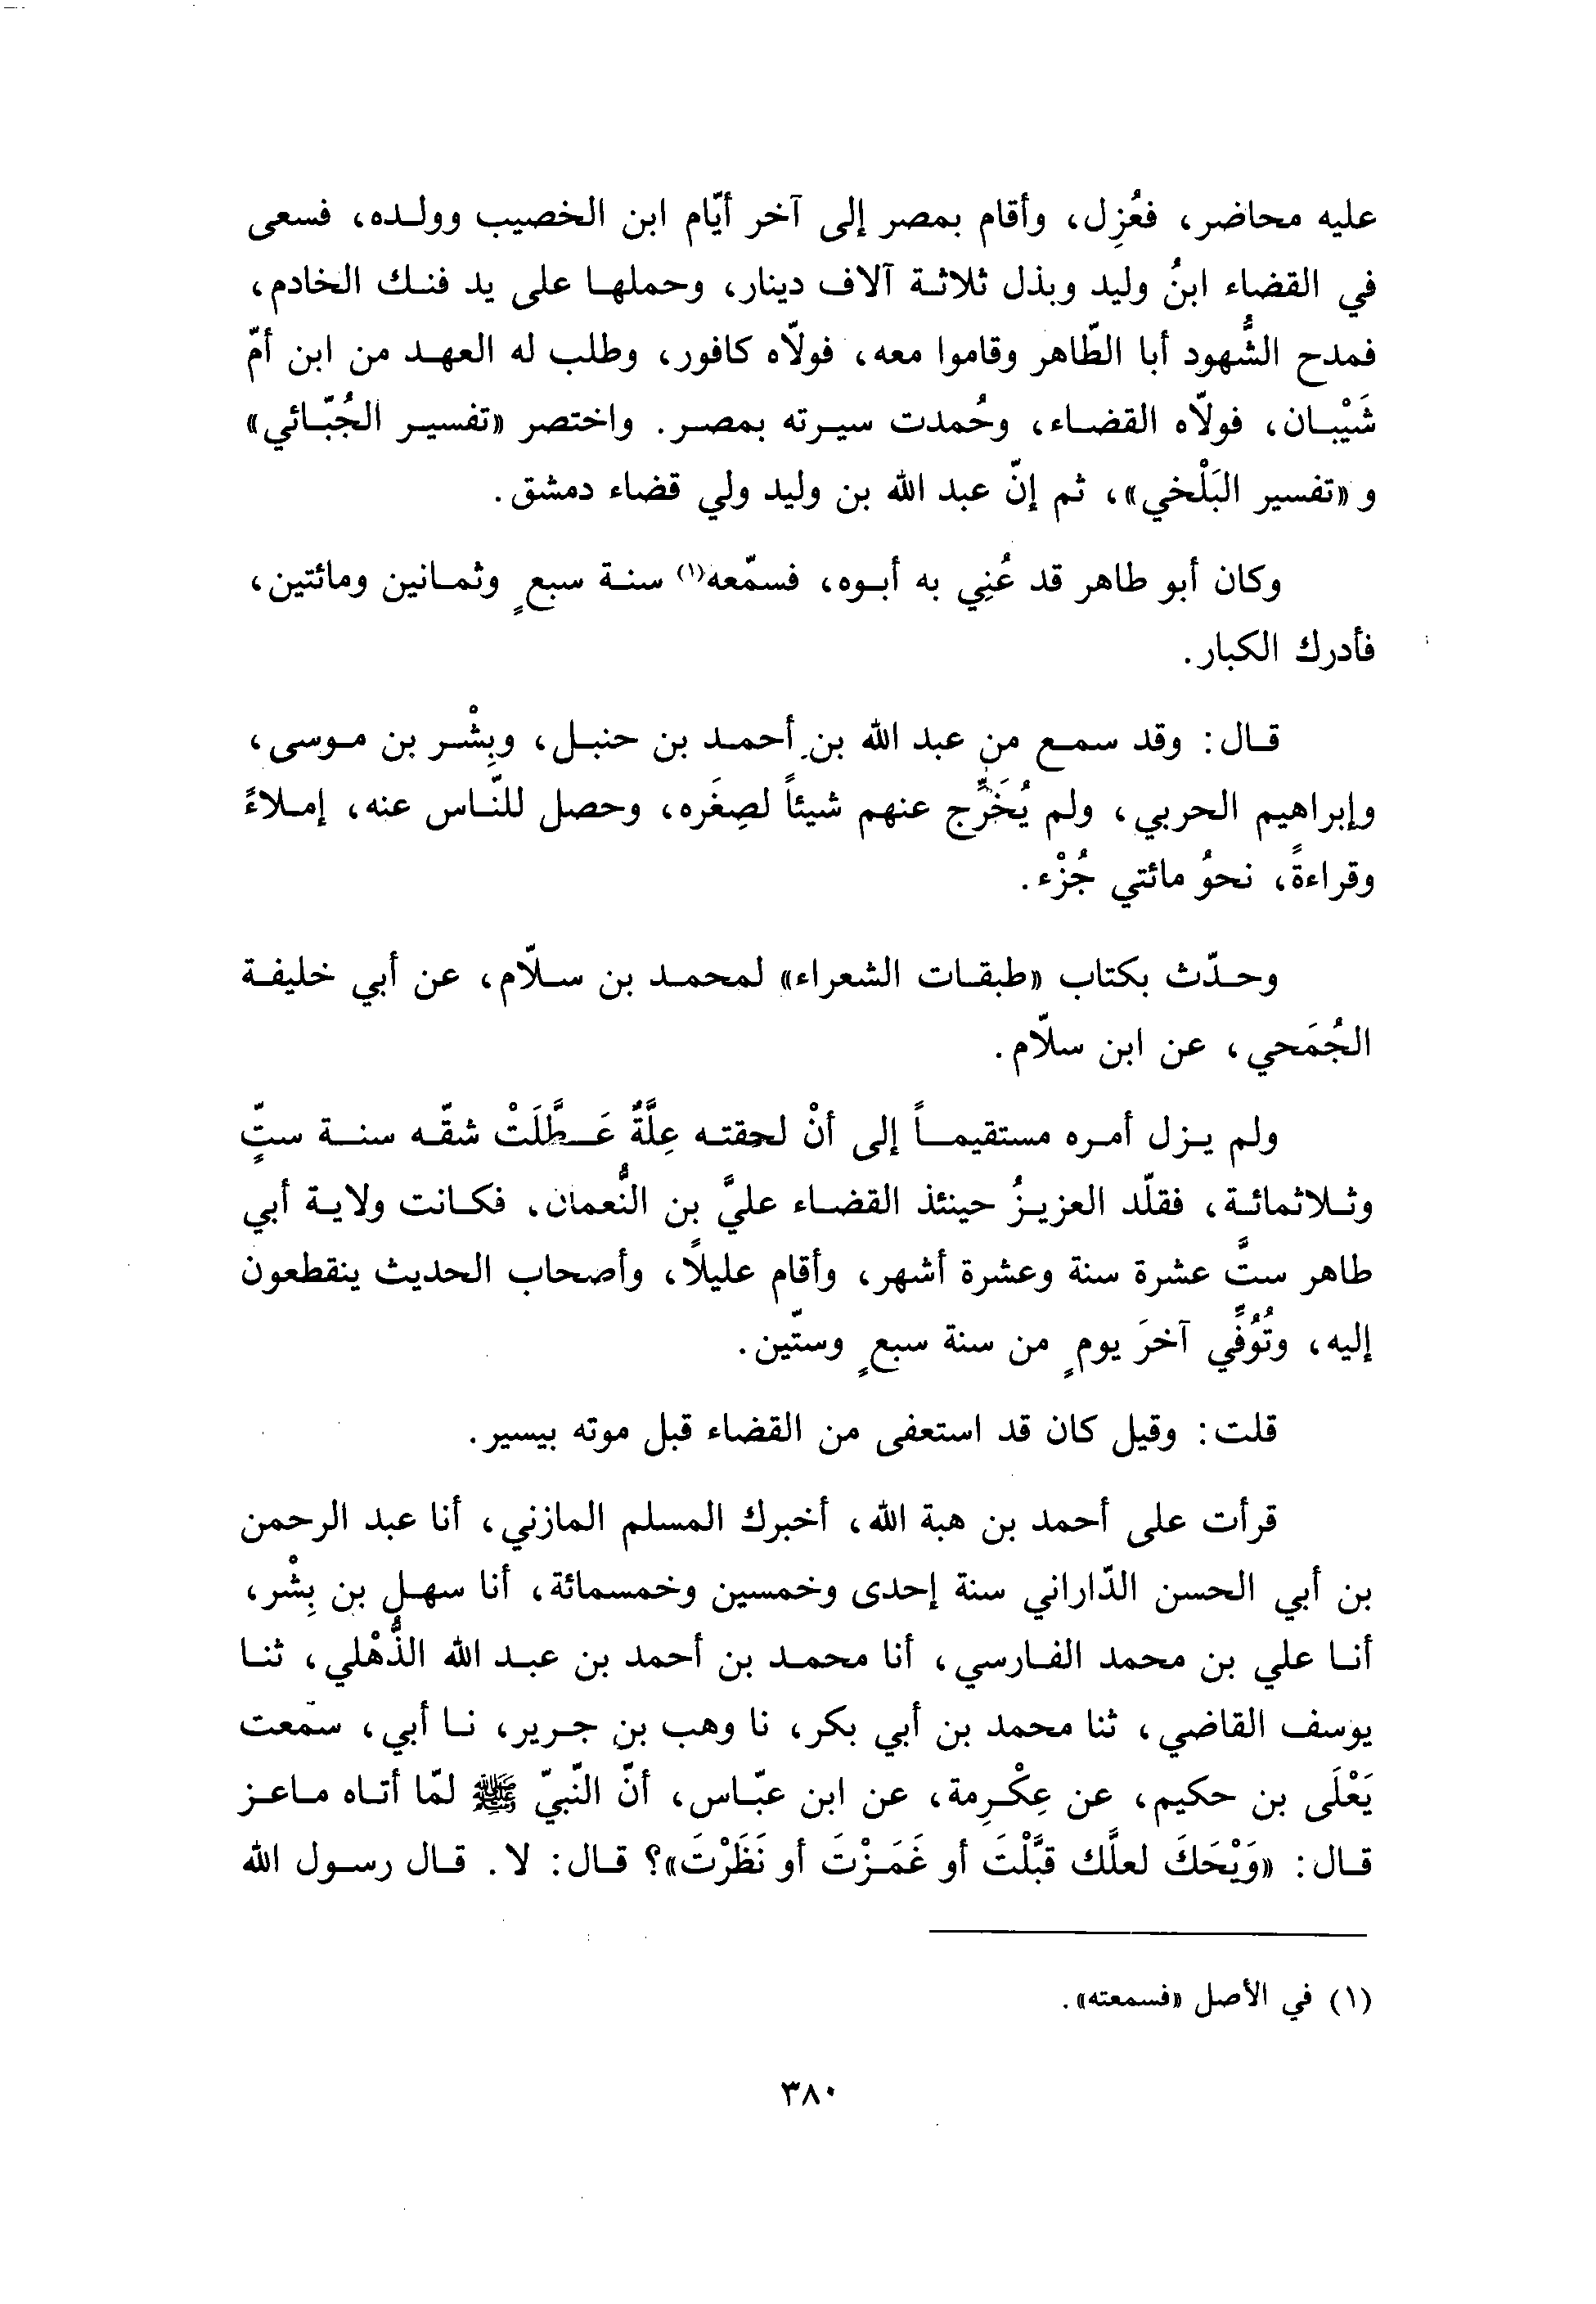 عليه محاضر، فعُزِل، وأقام بمصر إلى آخر أيّام ابن الخصيب وولده، فسعى
في القضاء ابنُ وليد وبذل ثلاثة آلاف دينار، وحملها على يد فنك الخادم،
فمدح الشُّهود أبا الطّاهر وقاموا معه، فولّاه كافور، وطلب له العهد من ابن أمّ
شَيْبان، فولّاه القضاء، وحُمدت سيرته بمصر. واختصر «تفسير الجُبّائي»
و «تفسير البَلْخي»، ثم إنّ عبد الله بن وليد ولي قضاء دمشق.
وكان أبو طاهر قد عُنِي به أبوه، فسمّعه(١) سنة سبعٍ وثمانين ومائتين،
فأدرك الكبار.
قال: وقد سمع من عبد الله بن أحمد بن حنبل، وبِشْر بن موسى،
وإبراهيم الحربي، ولم يُخَرِّج عنهم شيئاً لصِغَره، وحصل للنّاس عنه، إملاءً
وقراءةً، نحوُ مائتي جُزْء.
وحدّث بكتاب «طبقات الشعراء» لمحمد بن سلّام، عن أبي خليفة
الجُمَحي، عن ابن سلّام.
ولم يزل أمره مستقيماً إلى أنْ لحقته عِلَّةٌ عَطَّلَتْ شقّه سنة ستٍّ
وثلاثمائة، فقلّد العزيزُ حينئذ القضاء عليَّ بن النُّعمان، فكانت ولاية أبي
طاهر ستَّ عشرة سنة وعشرة أشهر، وأقام عليلًا، وأصحاب الحديث ينقطعون
إليه، وتُوُفّي آخرَ يومٍ من سنة سبعٍ وستّين.
قلت: وقيل كان قد استعفى من القضاء قبل موته بيسير.
قرأت على أحمد بن هبة الله، أخبرك المسلم المازني، أنا عبد الرحمن
بن أبي الحسن الدّاراني سنة إحدى وخمسين وخمسمائة، أنا سهل بن بِشْر،
أنا علي بن محمد الفارسي، أنا محمد بن أحمد بن عبد الله الذُّهْلي، ثنا
يوسف القاضي، ثنا محمد بن أبي بكر، نا وهب بن جرير، نا أبي، سمعت
يَعْلَى بن حكيم، عن عِكْرِمة، عن ابن عبّاس، أنّ النّبيّ ﷺ لمّا أتاه ماعز
قال: «وَيْحَكَ لعلَّك قبَّلْتَ أو غَمَزْتَ أو نَظَرْتَ»؟ قال: لا. قال رسول الله
(١) في الأصل «فسمعته».
٣٨٠